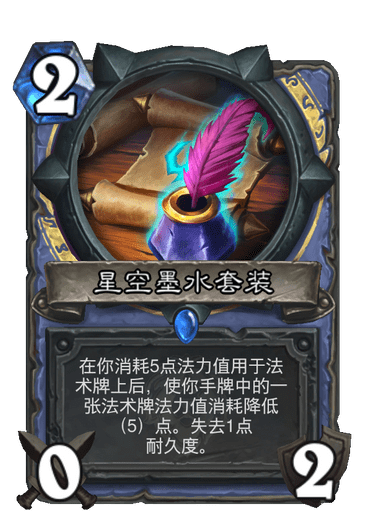 2
星空墨水套装
在你消耗5点法力值用于法
术牌上后，使你手牌中的一
张法术牌法力值消耗降低
（5）点。失去1点
耐久度。
0
2